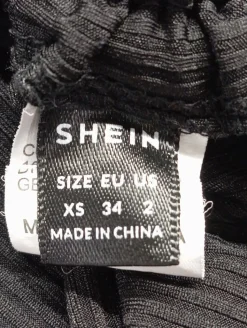 SHEIN
SIZE EU US
XS 34 2
MADE IN CHINA